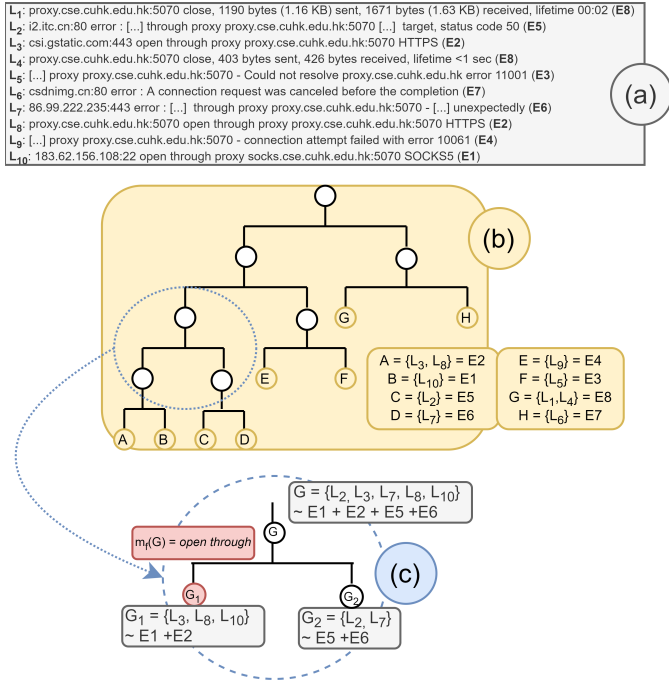 L1: proxy.cse.cuhk.edu.hk:5070 close, 1190 bytes (1.16 KB) sent, 1671 bytes (1.63 KB) received, lifetime 00:02 (E8)
L2: i2.itc.cn:80 error : [...] through proxy proxy.cse.cuhk.edu.hk:5070 [...] target, status code 50 (E5)
L3: csi.gstatic.com:443 open through proxy proxy.cse.cuhk.edu.hk:5070 HTTPS (E2)
L4: proxy.cse.cuhk.edu.hk:5070 close, 403 bytes sent, 426 bytes received, lifetime <1 sec (E8)
L5: [...] proxy proxy.cse.cuhk.edu.hk:5070 - Could not resolve proxy.cse.cuhk.edu.hk error 11001 (E3)
L6: csdnimg.cn:80 error : A connection request was canceled before the completion (E7)
L7: 86.99.222.235:443 error : [...] through proxy proxy.cse.cuhk.edu.hk:5070 - [...] unexpectedly (E6)
L8: proxy.cse.cuhk.edu.hk:5070 open through proxy proxy.cse.cuhk.edu.hk:5070 HTTPS (E2)
L9: [...] proxy proxy.cse.cuhk.edu.hk:5070 - connection attempt failed with error 10061 (E4)
L10: 183.62.156.108:22 open through proxy socks.cse.cuhk.edu.hk:5070 SOCKS5 (E1)
(a)
(b)
G
H
E
F
A
B
C
D
A = {L3, L8} = E2
B = {L10} = E1
C = {L2} = E5
D = {L7} = E6
E = {L9} = E4
F = {L5} = E3
G = {L1,L4} = E8
H = {L6} = E7
G = {L2, L3, L7, L8, L10}
~ E1 + E2 + E5 +E6
G
mf(G) = open through
(c)
G1
G2
G1 = {L3, L8, L10}
~ E1 +E2
G2 = {L2, L7}
~ E5 +E6